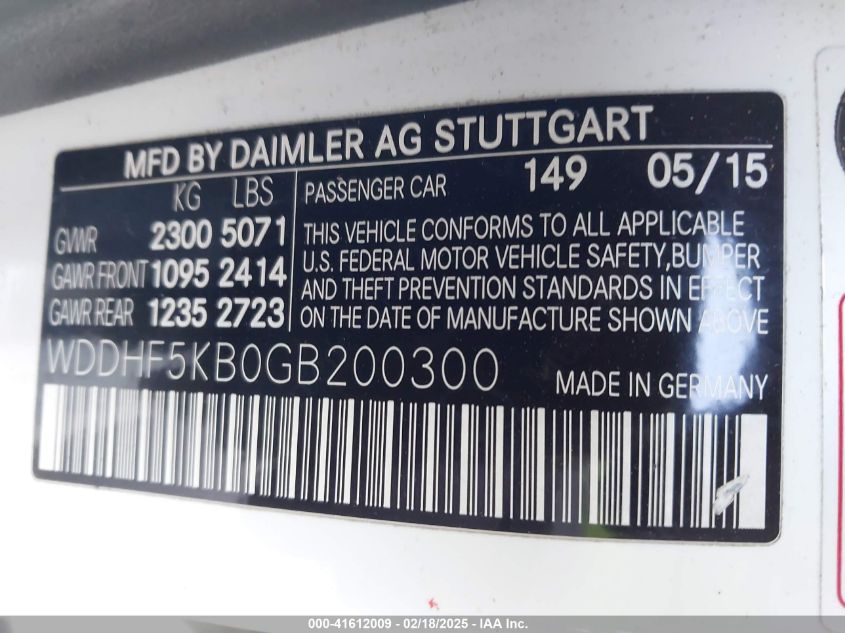 MFD BY DAIMLER AG STUTTGART
KG LBS
GVWR 2300 5071
GAWR FRONT 1095 2414
GAWR REAR 1235 2723
PASSENGER CAR 149 05/15
THIS VEHICLE CONFORMS TO ALL APPLICABLE
U.S. FEDERAL MOTOR VEHICLE SAFETY, BUMPER
AND THEFT PREVENTION STANDARDS IN EFFECT
ON THE DATE OF MANUFACTURE SHOWN ABOVE
WDDHF5KB0GB200300
MADE IN GERMANY
000-41612009 - 02/18/2025 - IAA Inc.